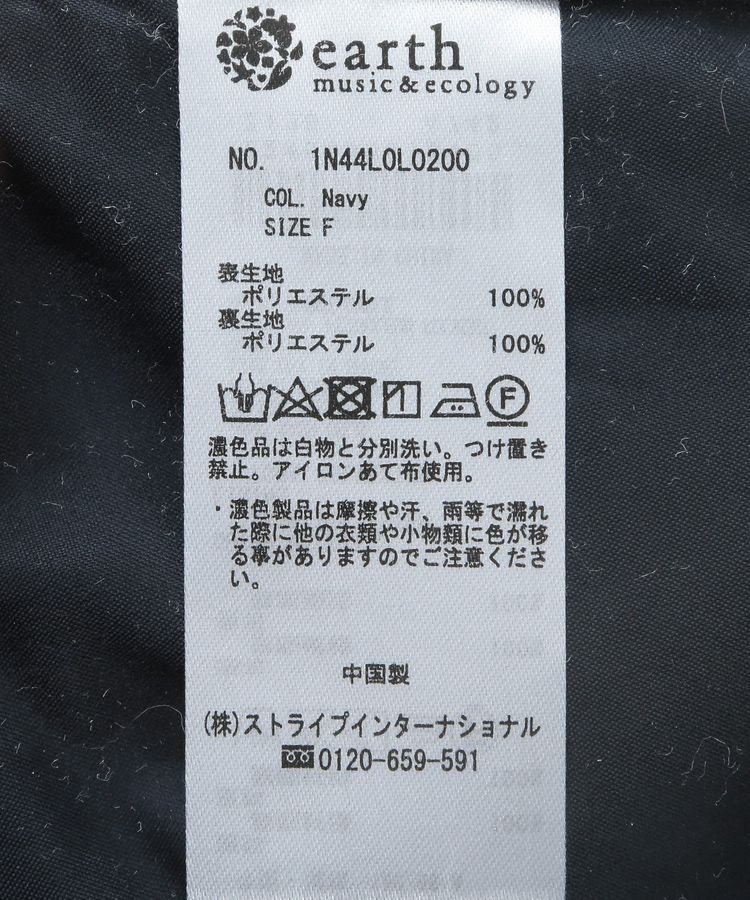 earth
music&ecology
NO. 1N44L0L0200
COL. Navy
SIZE F
表生地
ポリエステル 100%
裏生地
ポリエステル 100%
F
濃色品は白物と分別洗い。つけ置き
禁止。アイロンあて布使用。
・濃色製品は摩擦や汗、雨等で濡れ
た際に他の衣類や小物類に色が移
る事がありますのでご注意くださ
い。
中国製
(株)ストライプインターナショナル
0120-659-591